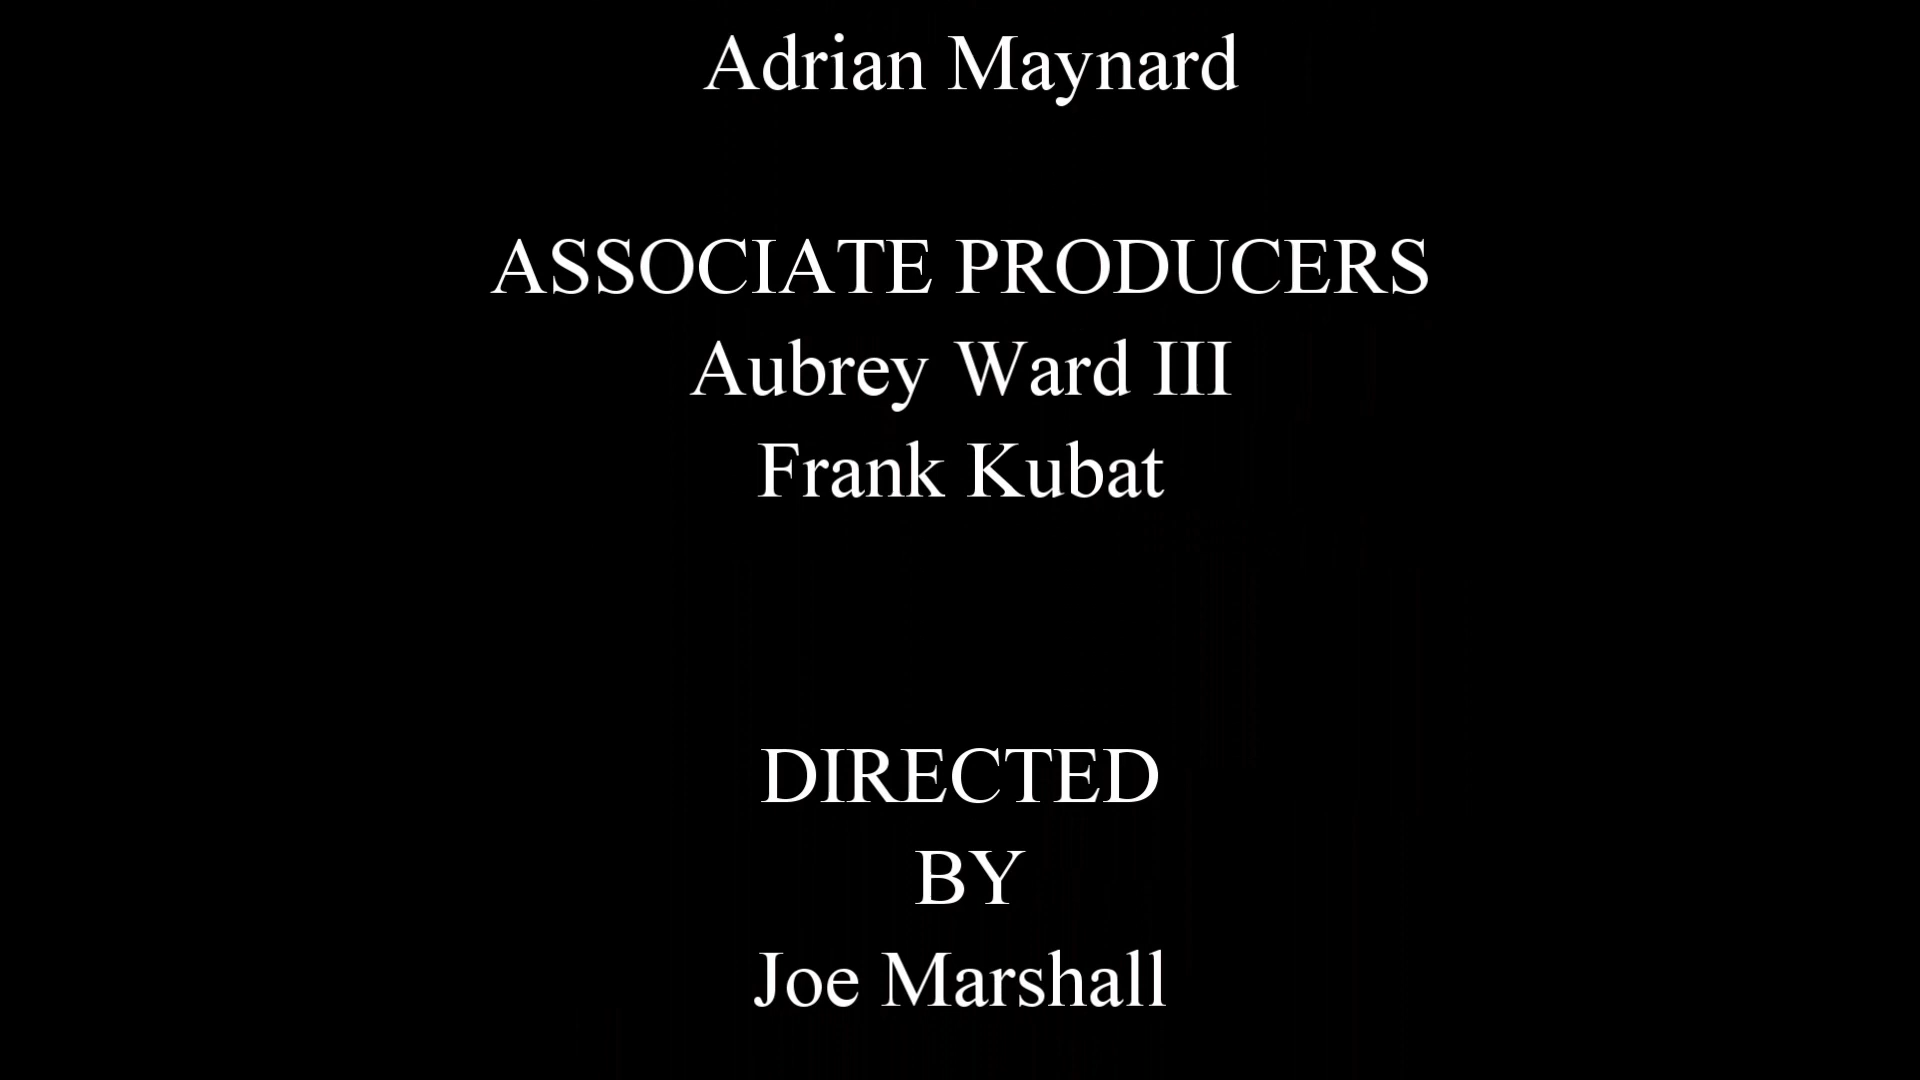 Adrian Maynard
ASSOCIATE PRODUCERS
Aubrey Ward III
Frank Kubat
DIRECTED
BY
Joe Marshall